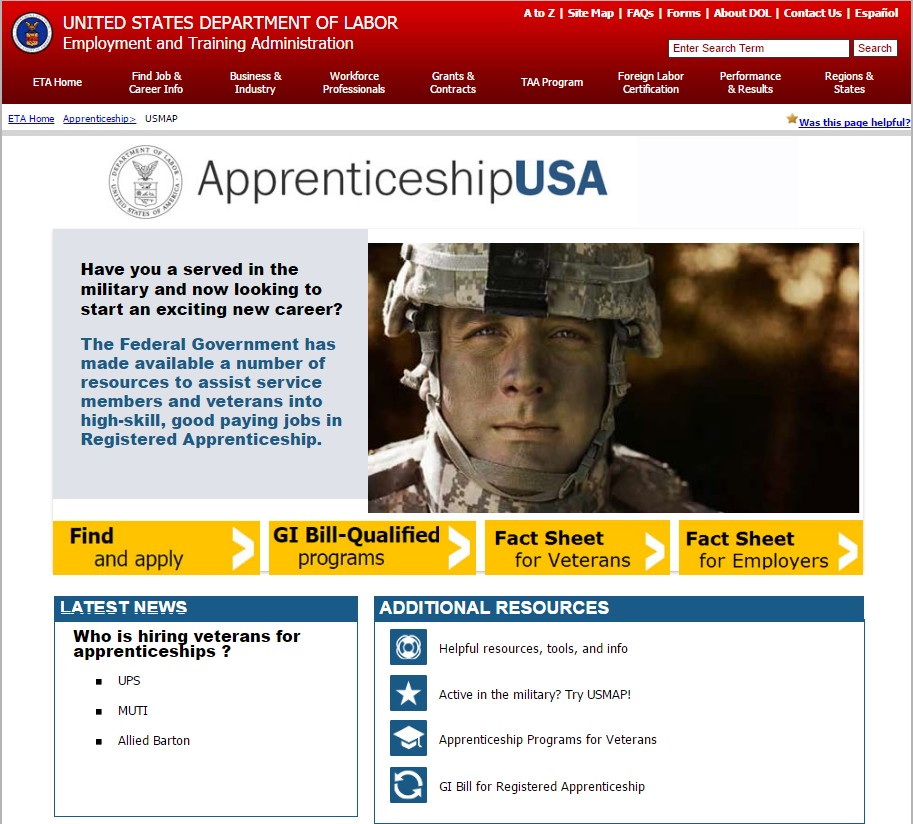 UNITED STATES DEPARTMENT OF LABOR
Employment and Training Administration
A to Z | Site Map | FAQs | Forms | About DOL | Contact Us | Español
Enter Search Term
Search
ETA Home
Find Job &
Career Info
Business &
Industry
Workforce
Professionals
Grants &
Contracts
TAA Program
Foreign Labor
Certification
Performance
& Results
Regions &
States
ETA Home Apprenticeship> USMAP
Was this page helpful?
DEPARTMENT OF LABOR
UNITED STATES OF AMERICA
ApprenticeshipUSA
Have you a served in the
military and now looking to
start an exciting new career?
The Federal Government has
made available a number of
resources to assist service
members and veterans into
high-skill, good paying jobs in
Registered Apprenticeship.
Find
and apply
GI Bill-Qualified
programs
Fact Sheet
for Veterans
Fact Sheet
for Employers
LATEST NEWS
Who is hiring veterans for
apprenticeships ?
UPS
MUTI
Allied Barton
ADDITIONAL RESOURCES
Helpful resources, tools, and info
Active in the military? Try USMAP!
Apprenticeship Programs for Veterans
GI Bill for Registered Apprenticeship